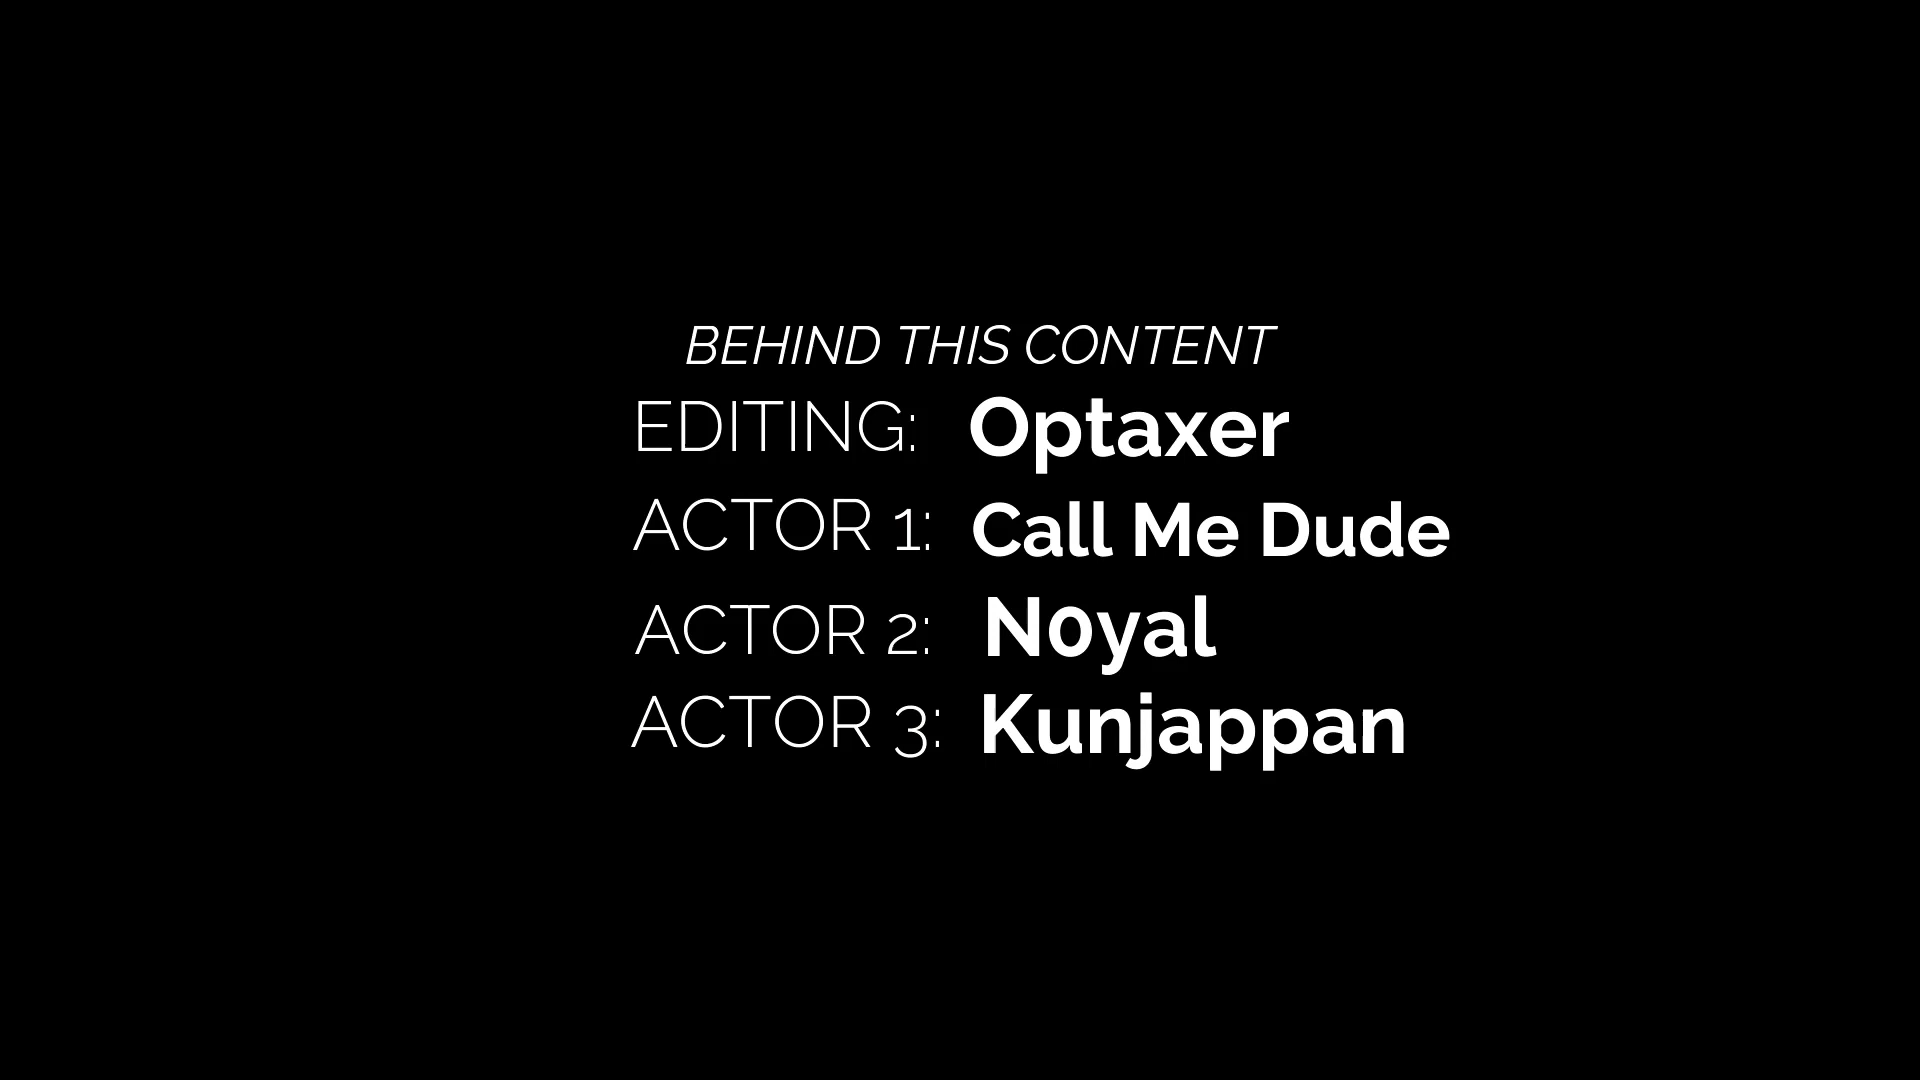 BEHIND THIS CONTENT
EDITING: Optaxer
ACTOR 1: Call Me Dude
ACTOR 2: N0yal
ACTOR 3: Kunjappan